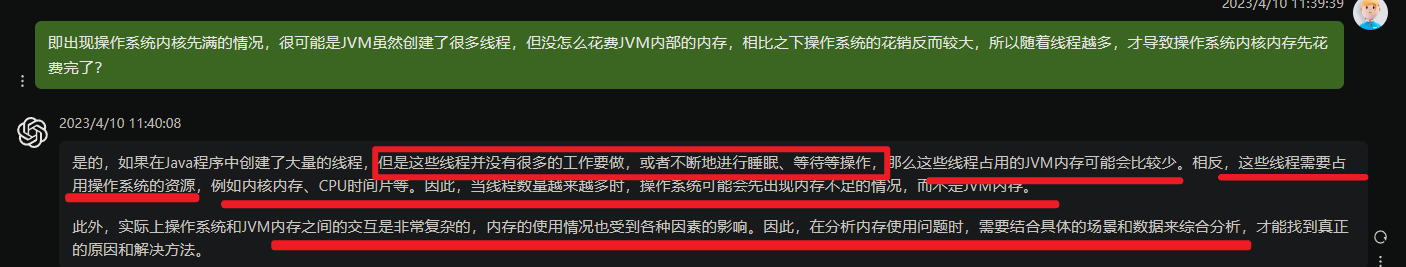 2023/4/10 11:39:39
即出现操作系统内核先满的情况，很可能是JVM虽然创建了很多线程，但没怎么花费JVM内部的内存，相比之下操作系统的花销反而较大，所以随着线程越多，才导致操作系统内核内存先花
费完了？
2023/4/10 11:40:08
是的，如果在Java程序中创建了大量的线程，但是这些线程并没有很多的工作要做，或者不断地进行睡眠、等待等操作，那么这些线程占用的JVM内存可能会比较少。相反，这些线程需要占
用操作系统的资源，例如内核内存、CPU时间片等。因此，当线程数量越来越多时，操作系统可能会先出现内存不足的情况，而不是JVM内存。
此外，实际上操作系统和JVM内存之间的交互是非常复杂的，内存的使用情况也受到各种因素的影响。因此，在分析内存使用问题时，需要结合具体的场景和数据来综合分析，才能找到真正
的原因和解决方法。